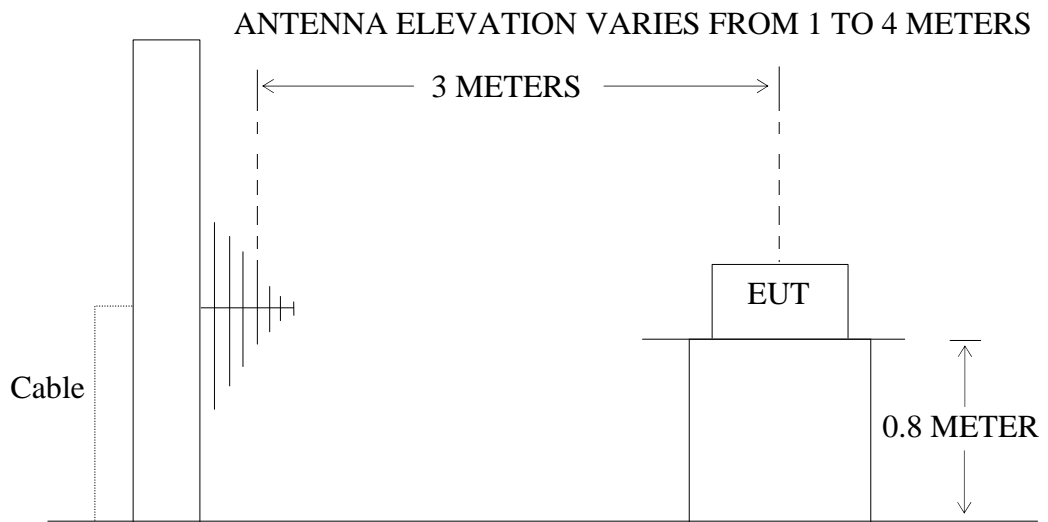 ANTENNA ELEVATION VARIES FROM 1 TO 4 METERS
3 METERS
EUT
Cable
0.8 METER